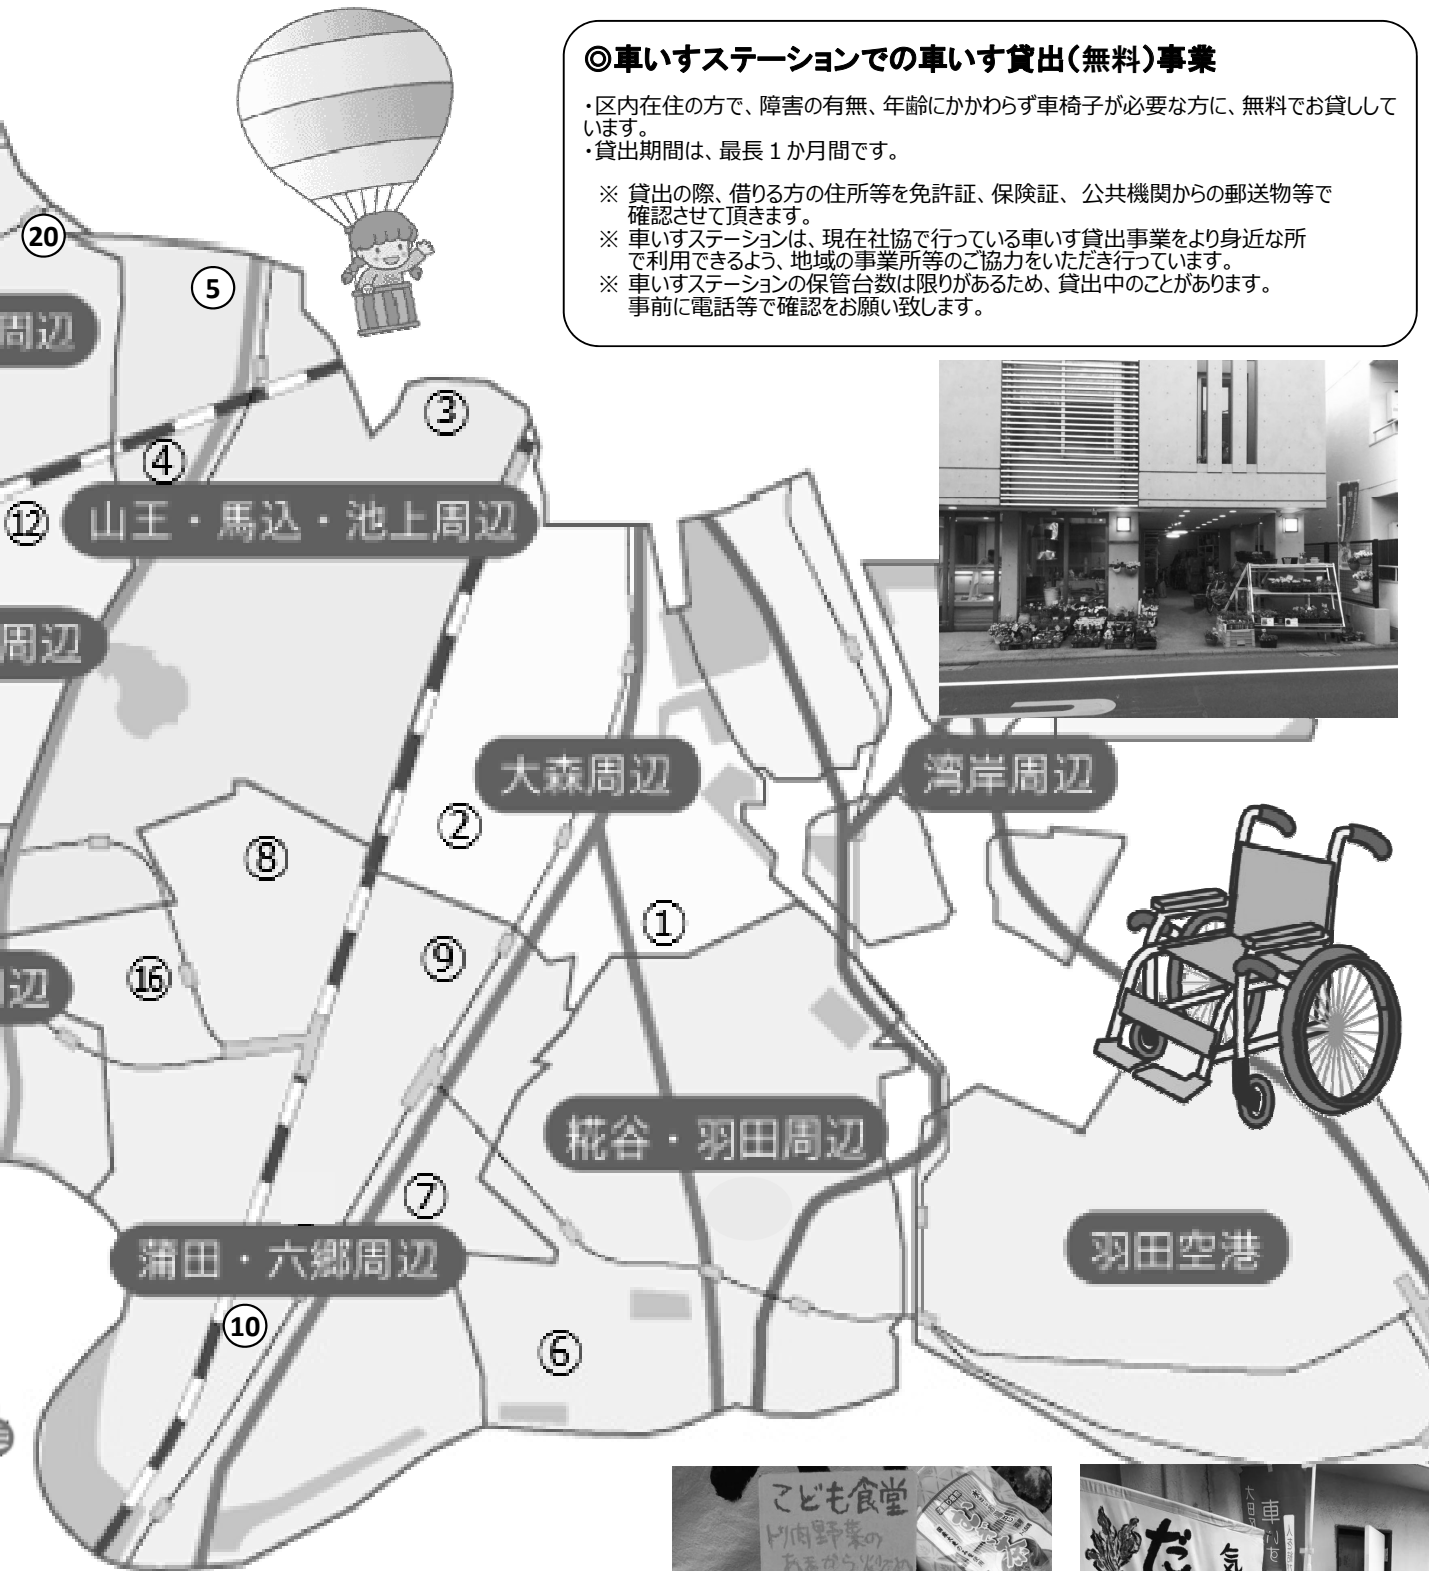 ◎車いすステーションでの車いす貸出（無料）事業
・区内在住の方で、障害の有無、年齢にかかわらず車椅子が必要な方に、無料でお貸しして
います。
・貸出期間は、最長１か月間です。
※ 貸出の際、借りる方の住所等を免許証、保険証、 公共機関からの郵送物等で
確認させて頂きます。
※ 車いすステーションは、現在社協で行っている車いす貸出事業をより身近な所
で利用できるよう、地域の事業所等のご協力をいただき行っています。
※ 車いすステーションの保管台数は限りがあるため、貸出中のことがあります。
事前に電話等で確認をお願い致します。
⑳
⑤
周辺
③
④
⑫
山王・馬込・池上周辺
周辺
大森周辺
湾岸周辺
②
⑧
①
⑨
⑯
辺
糀谷・羽田周辺
⑦
蒲田・六郷周辺
羽田空港
⑩
⑥
こども食堂
トリ肉野菜の
だ
気
車